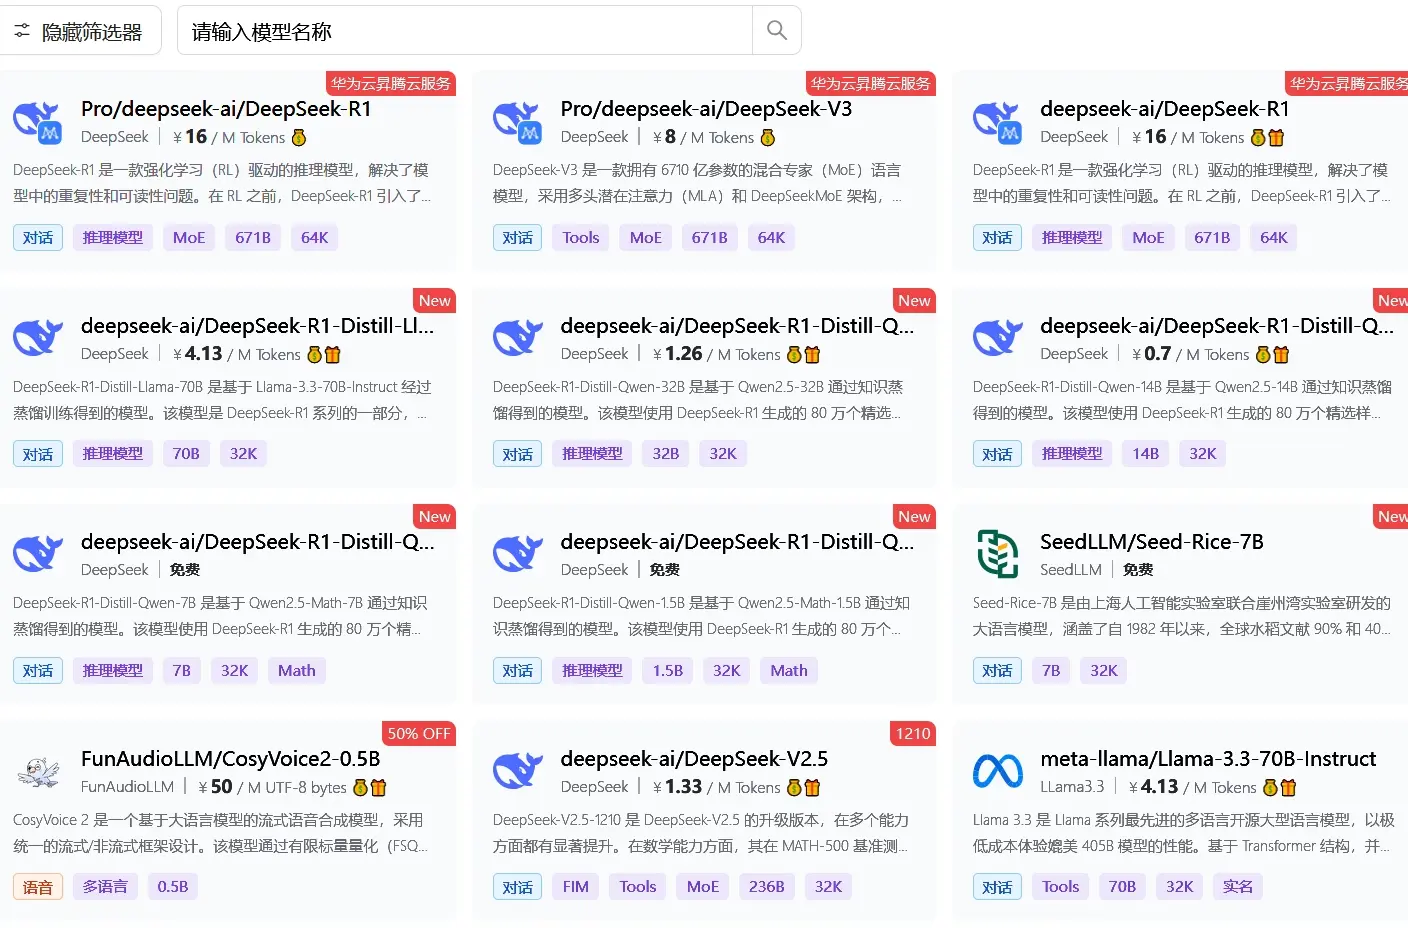 隐藏筛选器
请输入模型名称
华为云昇腾云服务
Pro/deepseek-ai/DeepSeek-R1
DeepSeek | ￥16 / M Tokens
DeepSeek-R1 是一款强化学习（RL）驱动的推理模型，解决了模
型中的重复性和可读性问题。在 RL 之前，DeepSeek-R1 引入了...
对话 推理模型 MoE 671B 64K
华为云昇腾云服务
Pro/deepseek-ai/DeepSeek-V3
DeepSeek | ￥8 / M Tokens
DeepSeek-V3 是一款拥有 6710 亿参数的混合专家（MoE）语言
模型，采用多头潜在注意力（MLA）和 DeepSeekMoE 架构，...
对话 Tools MoE 671B 64K
华为云昇腾云服务
deepseek-ai/DeepSeek-R1
DeepSeek | ￥16 / M Tokens
DeepSeek-R1 是一款强化学习（RL）驱动的推理模型，解决了模
型中的重复性和可读性问题。在 RL 之前，DeepSeek-R1 引入了...
对话 推理模型 MoE 671B 64K
New
deepseek-ai/DeepSeek-R1-Distill-Ll...
DeepSeek | ￥4.13 / M Tokens
DeepSeek-R1-Distill-Llama-70B 是基于 Llama-3.3-70B-Instruct 经过
蒸馏训练得到的模型。该模型是 DeepSeek-R1 系列的一部分，...
对话 推理模型 70B 32K
New
deepseek-ai/DeepSeek-R1-Distill-Q...
DeepSeek | ￥1.26 / M Tokens
DeepSeek-R1-Distill-Qwen-32B 是基于 Qwen2.5-32B 通过知识蒸
馏得到的模型。该模型使用 DeepSeek-R1 生成的 80 万个精选...
对话 推理模型 32B 32K
New
deepseek-ai/DeepSeek-R1-Distill-Q...
DeepSeek | ￥0.7 / M Tokens
DeepSeek-R1-Distill-Qwen-14B 是基于 Qwen2.5-14B 通过知识蒸馏
得到的模型。该模型使用 DeepSeek-R1 生成的 80 万个精选样...
对话 推理模型 14B 32K
New
deepseek-ai/DeepSeek-R1-Distill-Q...
DeepSeek | 免费
DeepSeek-R1-Distill-Qwen-7B 是基于 Qwen2.5-Math-7B 通过知识
蒸馏得到的模型。该模型使用 DeepSeek-R1 生成的 80 万个精...
对话 推理模型 7B 32K Math
New
deepseek-ai/DeepSeek-R1-Distill-Q...
DeepSeek | 免费
DeepSeek-R1-Distill-Qwen-1.5B 是基于 Qwen2.5-Math-1.5B 通过知
识蒸馏得到的模型。该模型使用 DeepSeek-R1 生成的 80 万个...
对话 推理模型 1.5B 32K Math
New
SeedLLM/Seed-Rice-7B
SeedLLM | 免费
Seed-Rice-7B 是由上海人工智能实验室联合崖州湾实验室研发的
大语言模型，涵盖了自 1982 年以来，全球水稻文献 90% 和 40...
对话 7B 32K
50% OFF
FunAudioLLM/CosyVoice2-0.5B
FunAudioLLM | ￥50 / M UTF-8 bytes
CosyVoice 2 是一个基于大语言模型的流式语音合成模型，采用
统一的流式/非流式框架设计。该模型通过有限标量量化（FSQ...
语音 多语言 0.5B
1210
deepseek-ai/DeepSeek-V2.5
DeepSeek | ￥1.33 / M Tokens
DeepSeek-V2.5-1210 是 DeepSeek-V2.5 的升级版本，在多个能力
方面都有显著提升。在数学能力方面，其在 MATH-500 基准测...
对话 FIM Tools MoE 236B 32K
meta-llama/Llama-3.3-70B-Instruct
LLama3.3 | ￥4.13 / M Tokens
Llama 3.3 是 Llama 系列最先进的多语言开源大型语言模型，以极
低成本体验媲美 405B 模型的性能。基于 Transformer 结构，并...
对话 Tools 70B 32K 实名